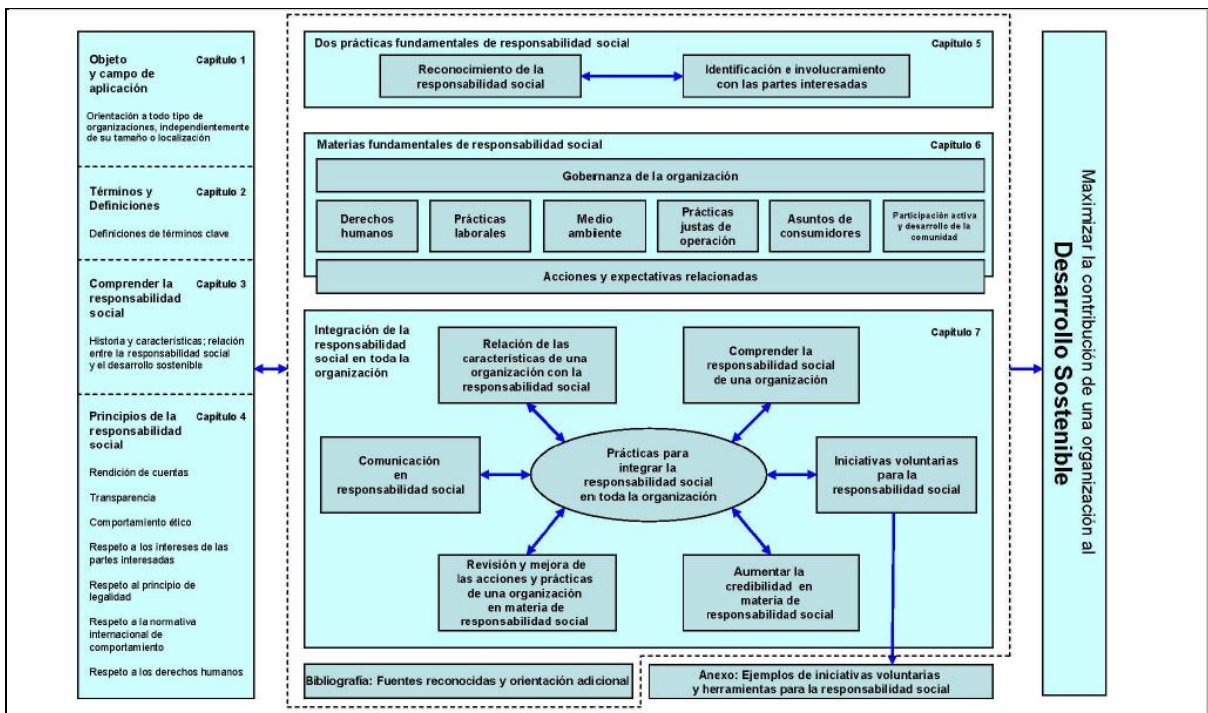 Objeto
y campo de
aplicación
Capítulo 1
Orientación a todo tipo de
organizaciones, independientemente
de su tamaño o localización
Términos y
Definiciones
Capítulo 2
Definiciones de términos clave
Comprender la
responsabilidad
social
Capítulo 3
Historia y características; relación
entre la responsabilidad social
y el desarrollo sostenible
Principios de la
responsabilidad
social
Capítulo 4
Rendición de cuentas
Transparencia
Comportamiento ético
Respeto a los intereses de las
partes interesadas
Respeto al principio de
legalidad
Respeto a la normativa
internacional de
comportamiento
Respeto a los derechos humanos
Dos prácticas fundamentales de responsabilidad social
Capítulo 5
Reconocimiento de la
responsabilidad social
Identificación e involucramiento
con las partes interesadas
Materias fundamentales de responsabilidad social
Capítulo 6
Gobernanza de la organización
Derechos
humanos
Prácticas
laborales
Medio
ambiente
Prácticas
justas de
operación
Asuntos de
consumidores
Participación activa
y desarrollo de la
comunidad
Acciones y expectativas relacionadas
Integración de la
responsabilidad
social en toda la
organización
Capítulo 7
Relación de las
características de una
organización con la
responsabilidad social
Comprender la
responsabilidad social
de una organización
Comunicación
en
responsabilidad social
Prácticas para
integrar la
responsabilidad social
en toda la organización
Iniciativas voluntarias
para la
responsabilidad social
Revisión y mejora de
las acciones y prácticas
de una organización
en materia de
responsabilidad social
Aumentar la
credibilidad en
materia de
responsabilidad social
Bibliografía: Fuentes reconocidas y orientación adicional
Anexo: Ejemplos de iniciativas voluntarias
y herramientas para la responsabilidad social
Maximizar la contribución de una organización al
Desarrollo Sostenible